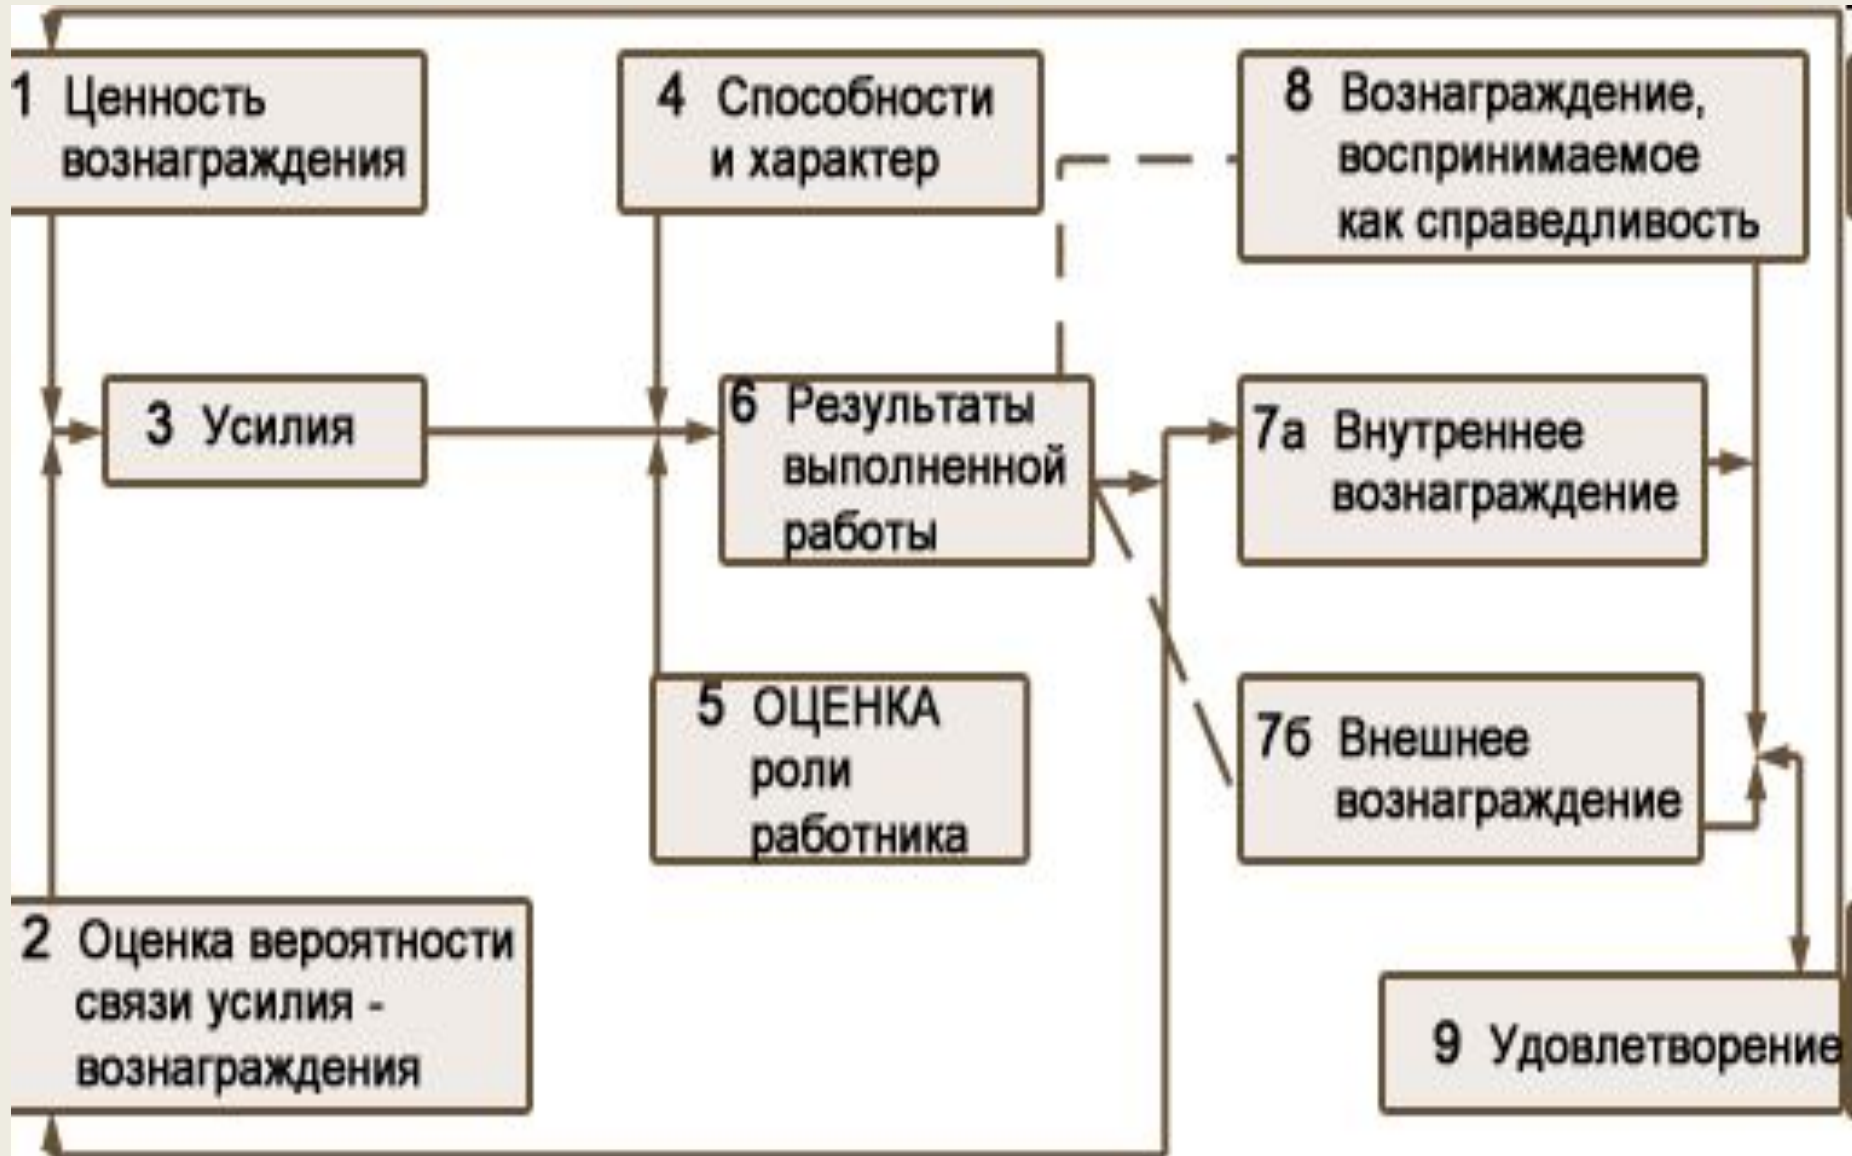 1 Ценность
вознаграждения
4 Способности
и характер
8 Вознаграждение,
воспринимаемое
как справедливость
3 Усилия
6 Результаты
выполненной
работы
7а Внутреннее
вознаграждение
5 ОЦЕНКА
роли
работника
7б Внешнее
вознаграждение
2 Оценка вероятности
связи усилия -
вознаграждения
9 Удовлетворение